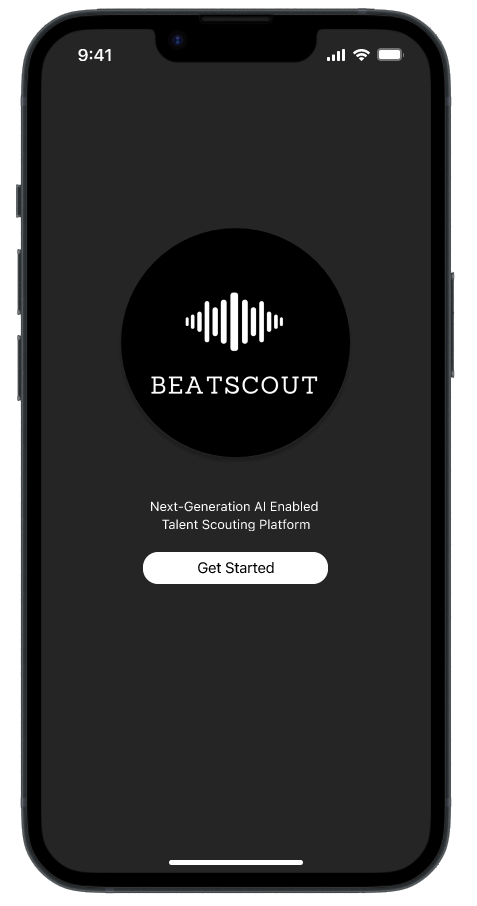 9:41
BEATSCOUT
Next-Generation AI Enabled
Talent Scouting Platform
Get Started